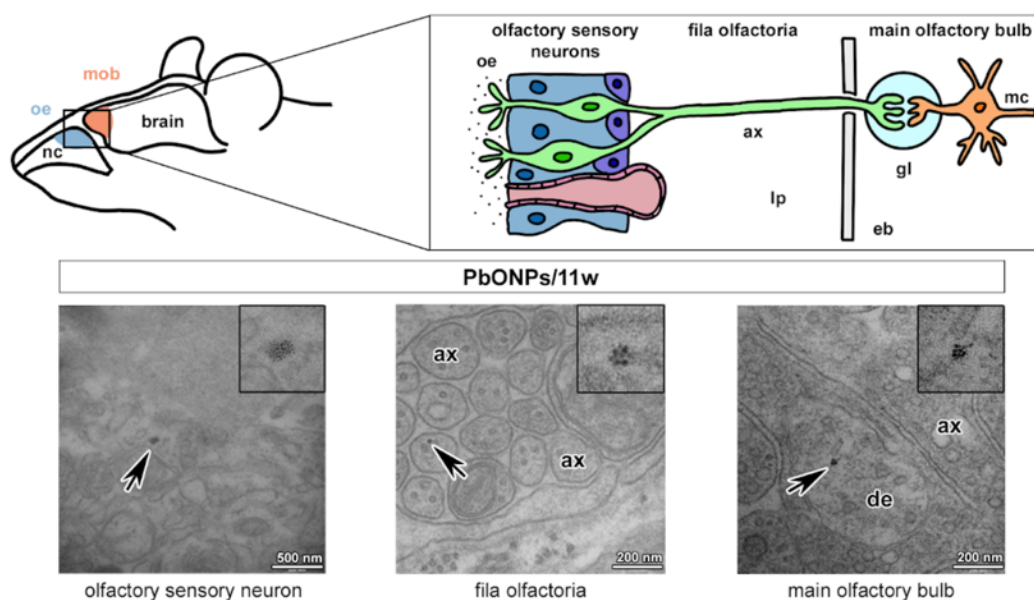 olfactory sensory neurons
fila olfactoria
main olfactory bulb
oe
mob
oe
brain
nc
ax
lp
mc
gl
eb
PbONPs/11w
ax
ax
ax
de
500 nm
200 nm
200 nm
olfactory sensory neuron
fila olfactoria
main olfactory bulb